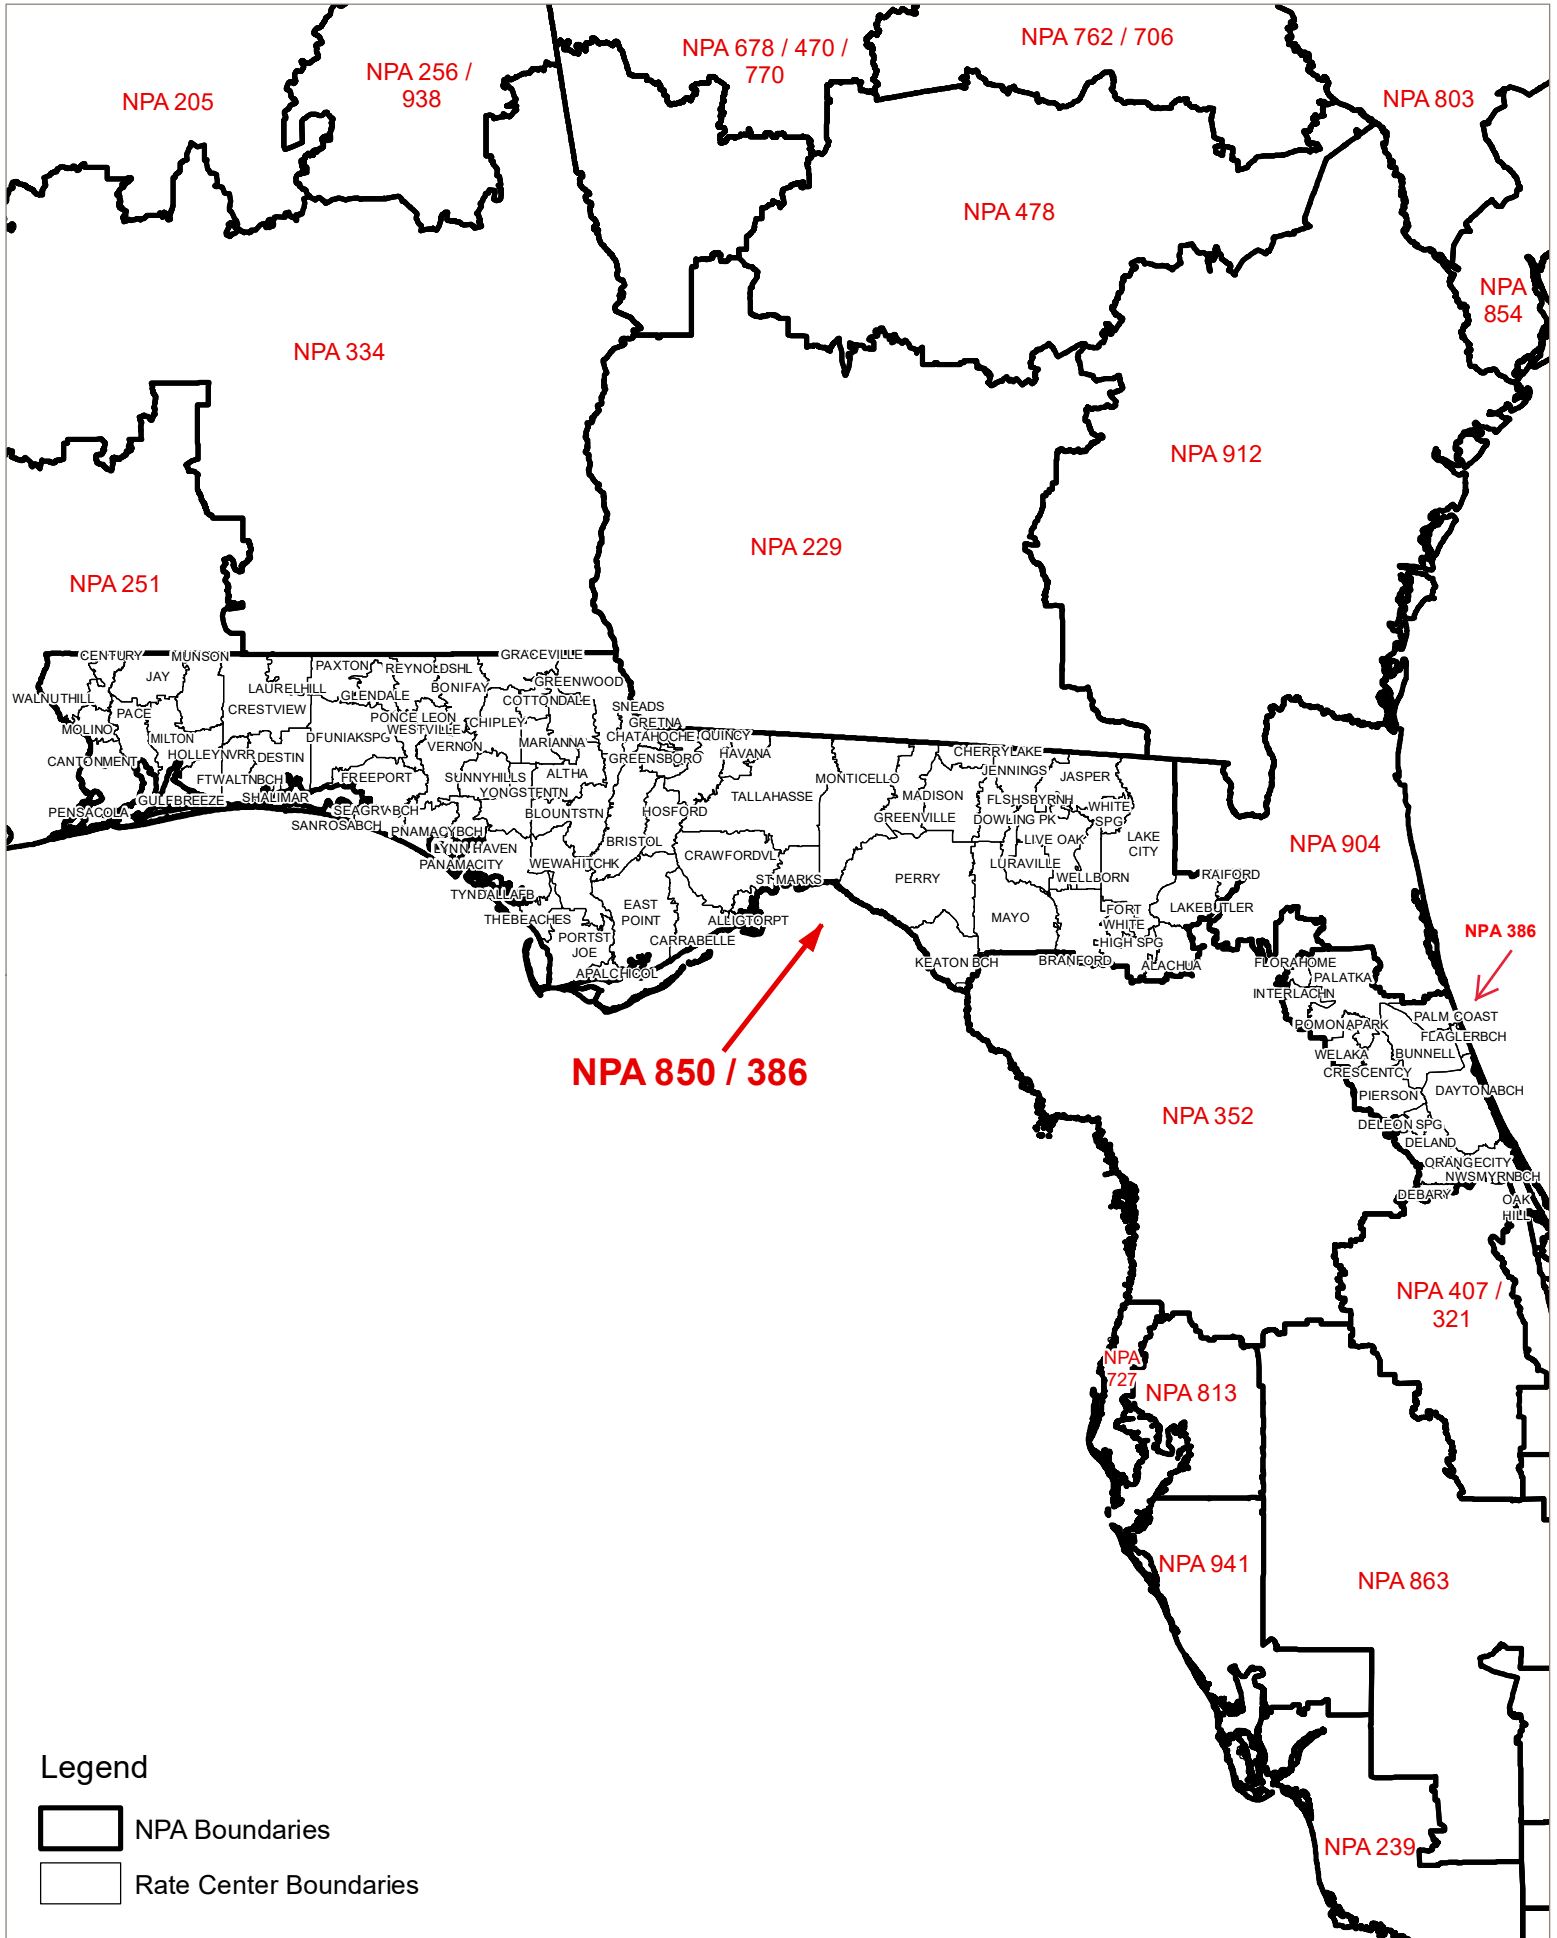 NPA 678 / 470 /
770
NPA 762 / 706
NPA 256 /
938
NPA 205
NPA 803
NPA 478
NPA
854
NPA 334
NPA 912
NPA 229
NPA 251
CENTURY
MUNSON
GRACEVILLE
JAY
PAXTON
REYNOLDSHL
WALNUTHILL
LAURELHILL
GLENDALE
BONIFAY
GREENWOOD
COTTONDALE
PACE
CRESTVIEW
SNEADS
MOLINO
PONCE LEON
WESTVILLE
CHIPLEY
GRETNA
MILTON
DFUNIAKSPG
VERNON
MARIANNA
CHATAHOCHE
QUINCY
CANTONMENT
HOLLEYNVRR
DESTIN
GREENSBORO
HAVANA
CHERRYLAKE
FTWALTNBCH
FREEPORT
SUNNYHILLS
ALTHA
MONTICELLO
JENNINGS
JASPER
GULFBREEZE
SHALIMAR
YONGSTFNTN
TALLAHASSE
MADISON
FLSHSBYRNH
WHITE
SPG
PENSACOLA
SEAGRVBCH
BLOUNTSTN
HOSFORD
GREENVILLE
DOWLING PK
SANROSABCH
PNAMACYBCH
BRISTOL
LIVE OAK
LAKE
CITY
LYNN HAVEN
PANAMACITY
WEWAHITCHK
CRAWFORDVL
LURAVILLE
NPA 904
TYNDALLAFB
ST MARKS
PERRY
WELLBORN
RAIFORD
THEBEACHES
EAST
POINT
ALLIGTORPT
MAYO
FORT
WHITE
LAKEBUTLER
PORTST
JOE
CARRABELLE
HIGH SPG
NPA 386
APALCHICOL
KEATON BCH
BRANFORD
ALACHUA
FLORAHOME
PALATKA
INTERLACHN
PALM COAST
POMONAPARK
FLAGLERBCH
NPA 850 / 386
WELAKA
BUNNELL
CRESCENTCY
PIERSON
DAYTONABCH
NPA 352
DELEON SPG
DELAND
ORANGECITY
NWSMYRNBCH
DEBARY
OAK
HILL
NPA 407 /
321
NPA
727
NPA 813
NPA 941
NPA 863
Legend
NPA Boundaries
NPA 239
Rate Center Boundaries